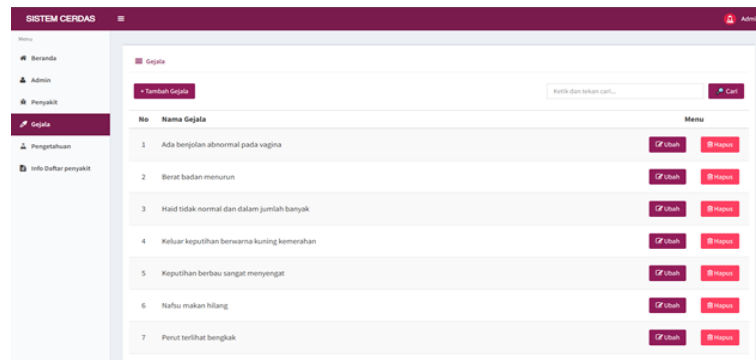 SISTEM CERDAS
Admi
Menu
Beranda
Admin
Penyakit
Gejala
Pengetahuan
Info Daftar penyakit
Gejala
+ Tambah Gejala
Ketik dan tekan cari...
Cari
No Nama Gejala Menu
1 Ada benjolan abnormal pada vagina Ubah Hapus
2 Berat badan menurun Ubah Hapus
3 Haid tidak normal dan dalam jumlah banyak Ubah Hapus
4 Keluar keputihan berwarna kuning kemerahan Ubah Hapus
5 Keputihan berbau sangat menyengat Ubah Hapus
6 Nafsu makan hilang Ubah Hapus
7 Perut terlihat bengkak Ubah Hapus